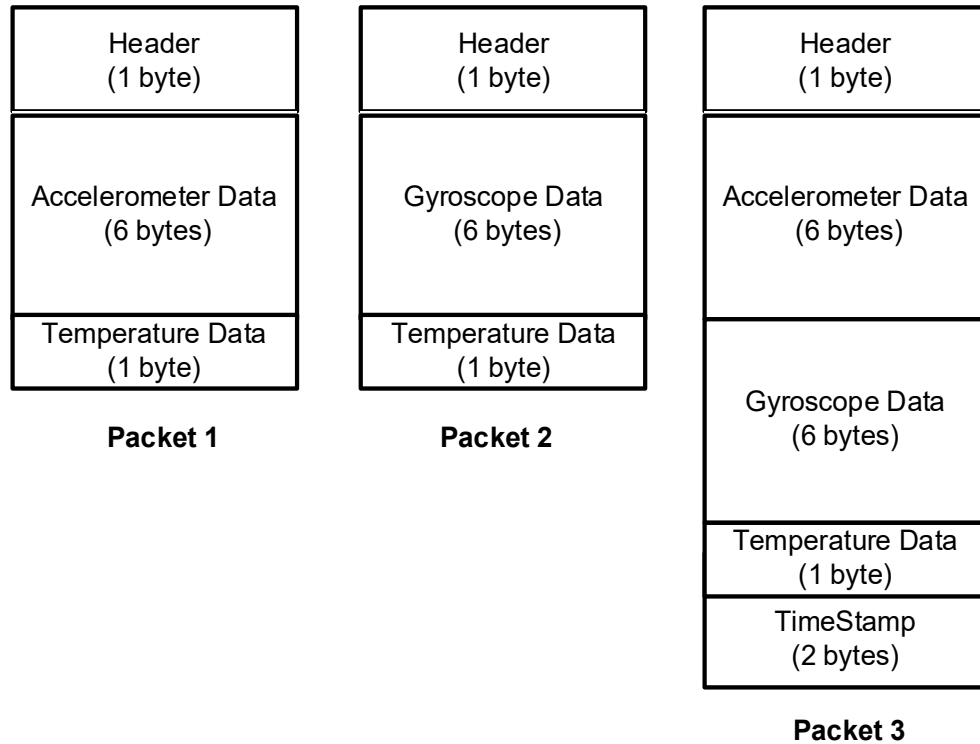 Header
(1 byte)
Accelerometer Data
(6 bytes)
Temperature Data
(1 byte)
Packet 1
Header
(1 byte)
Gyroscope Data
(6 bytes)
Temperature Data
(1 byte)
Packet 2
Header
(1 byte)
Accelerometer Data
(6 bytes)
Gyroscope Data
(6 bytes)
Temperature Data
(1 byte)
TimeStamp
(2 bytes)
Packet 3